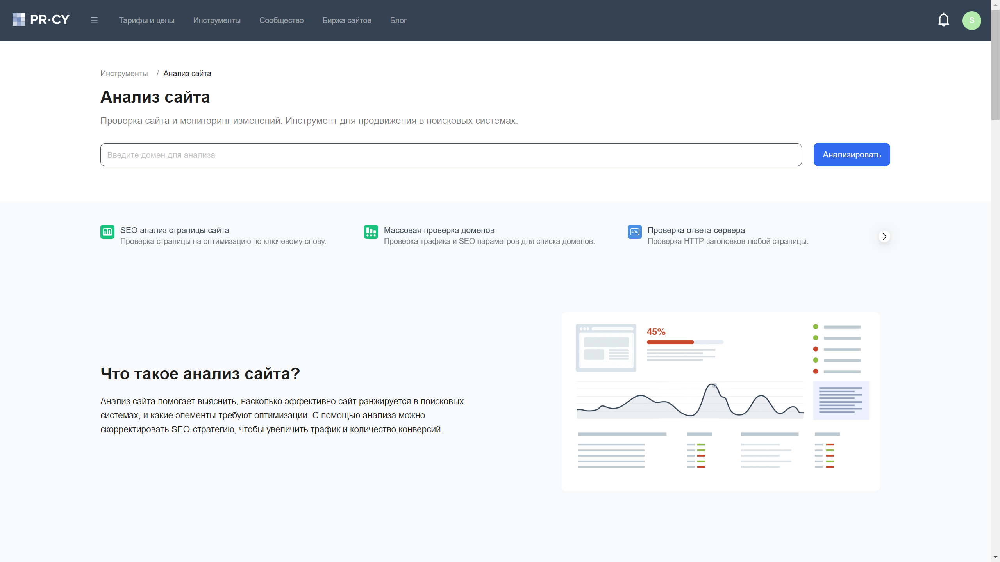 PR·CY
Тарифы и цены
Инструменты
Сообщество
Биржа сайтов
Блог
S
Инструменты / Анализ сайта
Анализ сайта
Проверка сайта и мониторинг изменений. Инструмент для продвижения в поисковых системах.
Введите домен для анализа
Анализировать
SEO анализ страницы сайта
Проверка страницы на оптимизацию по ключевому слову.
Массовая проверка доменов
Проверка трафика и SEO параметров для списка доменов.
404
Проверка ответа сервера
Проверка HTTP-заголовков любой страницы.
45%
Что такое анализ сайта?
Анализ сайта помогает выяснить, насколько эффективно сайт ранжируется в поисковых
системах, и какие элементы требуют оптимизации. С помощью анализа можно
скорректировать SEO-стратегию, чтобы увеличить трафик и количество конверсий.